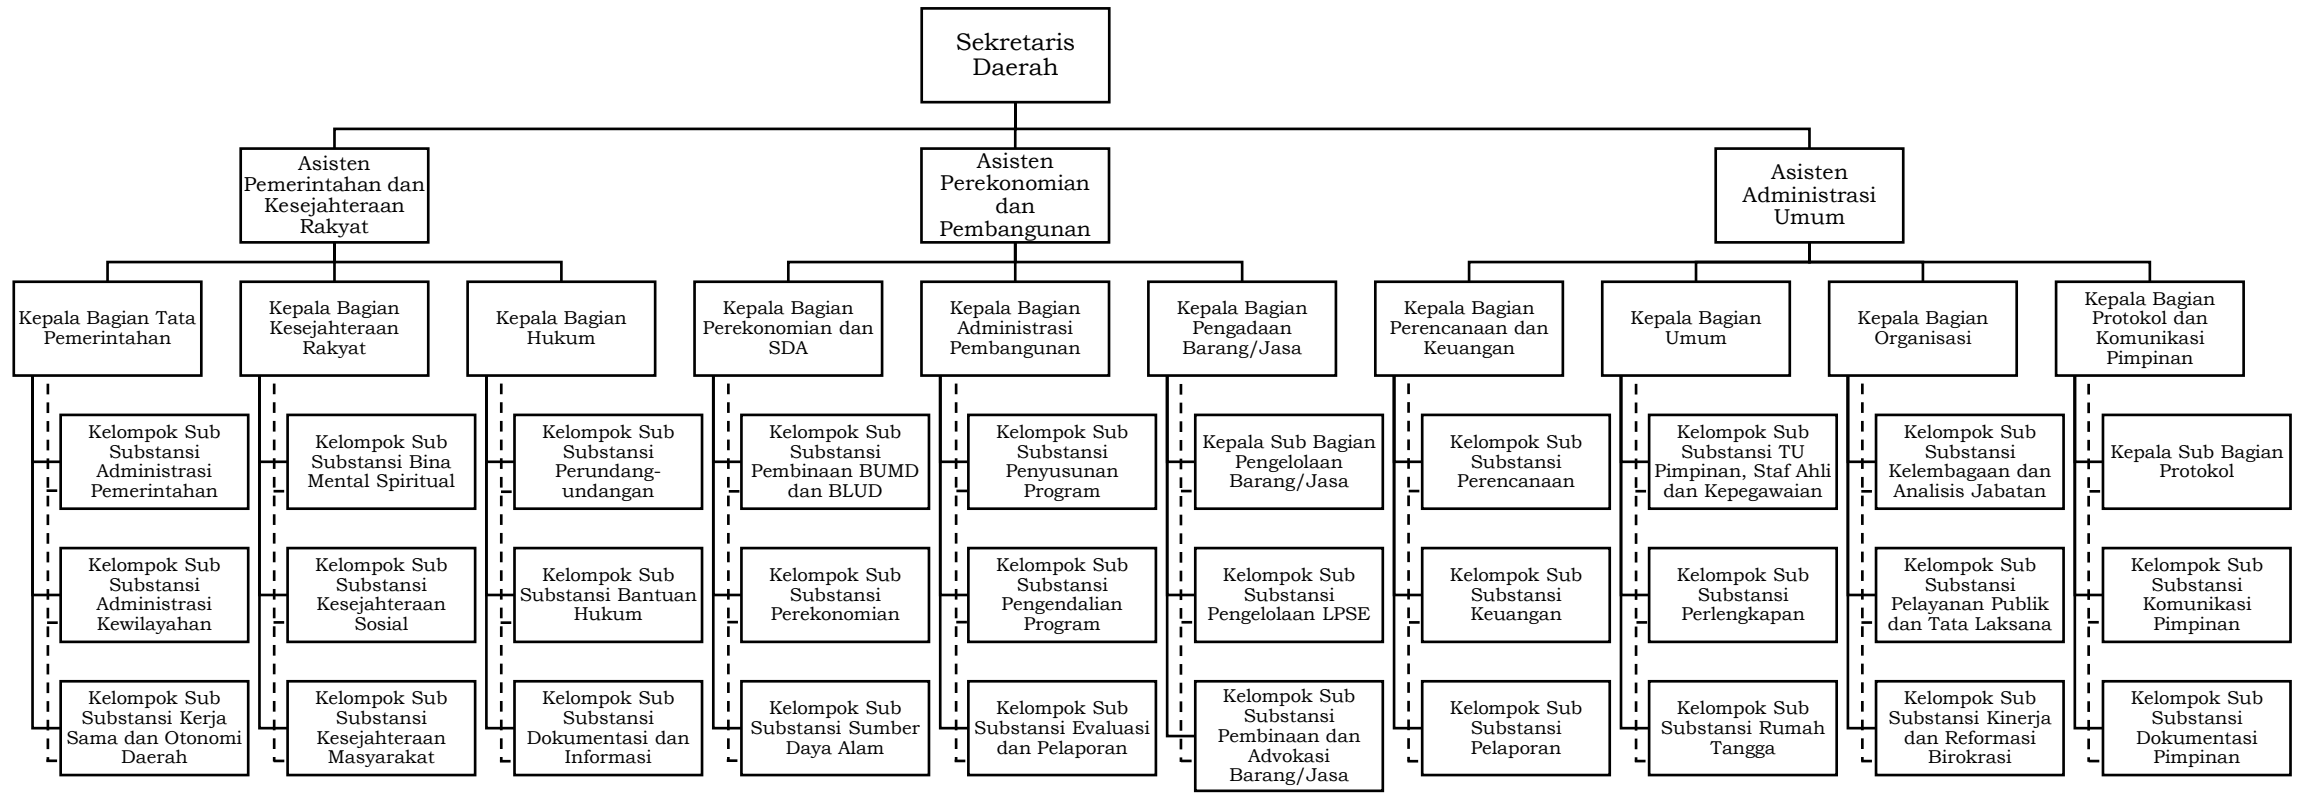 Sekretaris
Daerah
Asisten
Pemerintahan dan
Kesejahteraan
Rakyat
Asisten
Perekonomian
dan
Pembangunan
Asisten
Administrasi
Umum
Kepala Bagian Tata
Pemerintahan
Kepala Bagian
Kesejahteraan
Rakyat
Kepala Bagian
Hukum
Kepala Bagian
Perekonomian dan
SDA
Kepala Bagian
Administrasi
Pembangunan
Kepala Bagian
Pengadaan
Barang/Jasa
Kepala Bagian
Perencanaan dan
Keuangan
Kepala Bagian
Umum
Kepala Bagian
Organisasi
Kepala Bagian
Protokol dan
Komunikasi
Pimpinan
Kelompok Sub
Substansi
Administrasi
Pemerintahan
Kelompok Sub
Substansi Bina
Mental Spiritual
Kelompok Sub
Substansi
Perundang-
undangan
Kelompok Sub
Substansi
Pembinaan BUMD
dan BLUD
Kelompok Sub
Substansi
Penyusunan
Program
Kepala Sub Bagian
Pengelolaan
Barang/Jasa
Kelompok Sub
Substansi
Perencanaan
Kelompok Sub
Substansi TU
Pimpinan, Staf Ahli
dan Kepegawaian
Kelompok Sub
Substansi
Kelembagaan dan
Analisis Jabatan
Kepala Sub Bagian
Protokol
Kelompok Sub
Substansi
Administrasi
Kewilayahan
Kelompok Sub
Substansi
Kesejahteraan
Sosial
Kelompok Sub
Substansi Bantuan
Hukum
Kelompok Sub
Substansi
Perekonomian
Kelompok Sub
Substansi
Pengendalian
Program
Kelompok Sub
Substansi
Pengelolaan LPSE
Kelompok Sub
Substansi
Keuangan
Kelompok Sub
Substansi
Perlengkapan
Kelompok Sub
Substansi
Pelayanan Publik
dan Tata Laksana
Kelompok Sub
Substansi
Komunikasi
Pimpinan
Kelompok Sub
Substansi Kerja
Sama dan Otonomi
Daerah
Kelompok Sub
Substansi
Kesejahteraan
Masyarakat
Kelompok Sub
Substansi
Dokumentasi dan
Informasi
Kelompok Sub
Substansi Sumber
Daya Alam
Kelompok Sub
Substansi Evaluasi
dan Pelaporan
Kelompok Sub
Substansi
Pembinaan dan
Advokasi
Barang/Jasa
Kelompok Sub
Substansi
Pelaporan
Kelompok Sub
Substansi Rumah
Tangga
Kelompok Sub
Substansi Kinerja
dan Reformasi
Birokrasi
Kelompok Sub
Substansi
Dokumentasi
Pimpinan